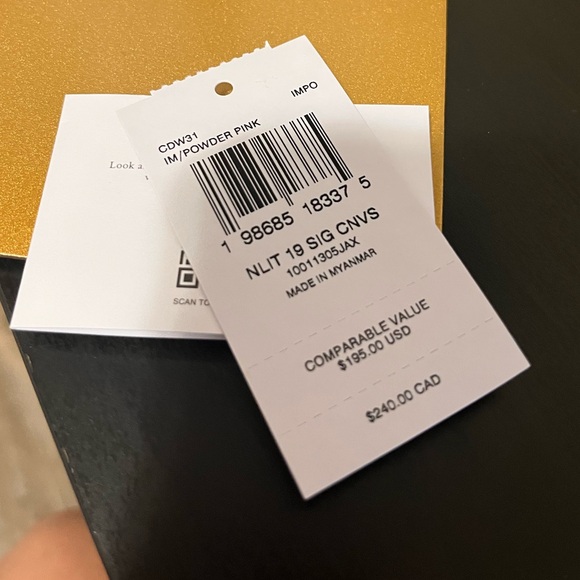 IMPO
CDW31
IM/POWDER PINK
1 98685 18337 5
NLIT 19 SIG CNVS
10011305JAX
MADE IN MYANMAR
COMPARABLE VALUE
$195.00 USD
$240.00 CAD
Look a
SCAN TO